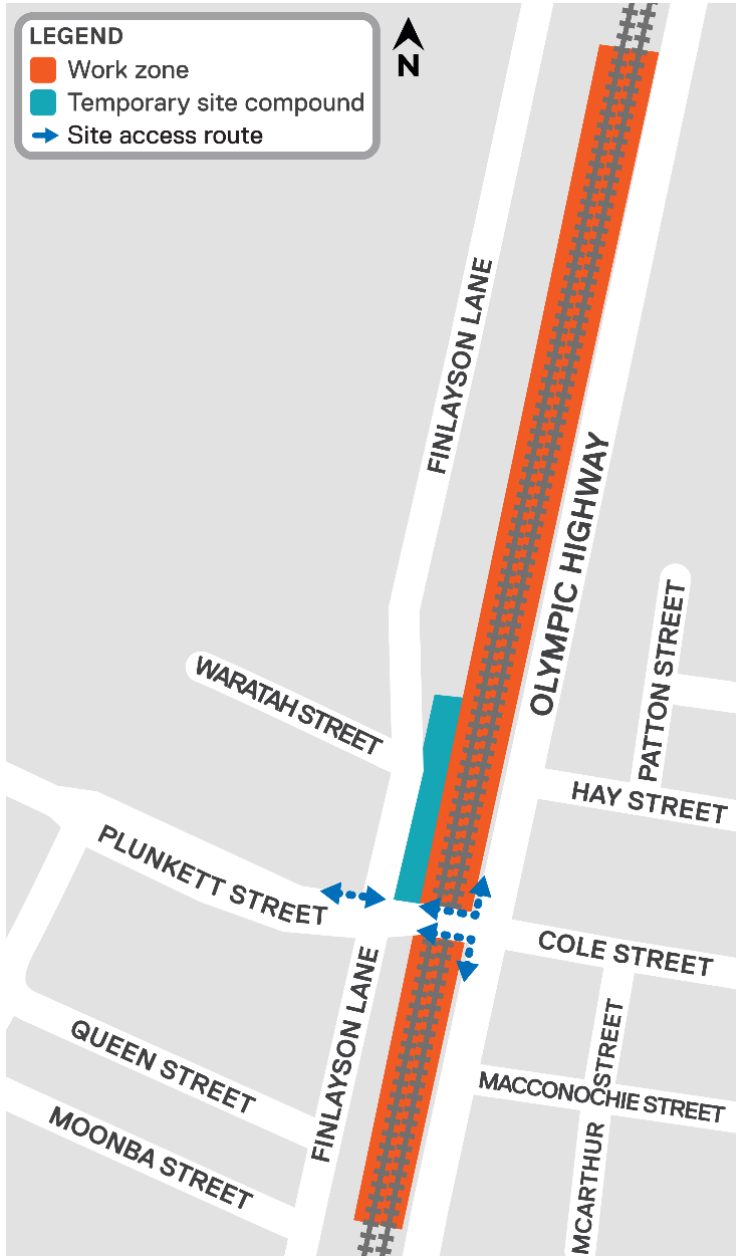 LEGEND
Work zone
Temporary site compound
Site access route
N
FINLAYSON LANE
OLYMPIC HIGHWAY
PATTON STREET
WARATAH STREET
HAY STREET
PLUNKETT STREET
COLE STREET
FINLAYSON LANE
QUEEN STREET
MACCONOCHIE STREET
MOONBA STREET
MCARTHUR STREET